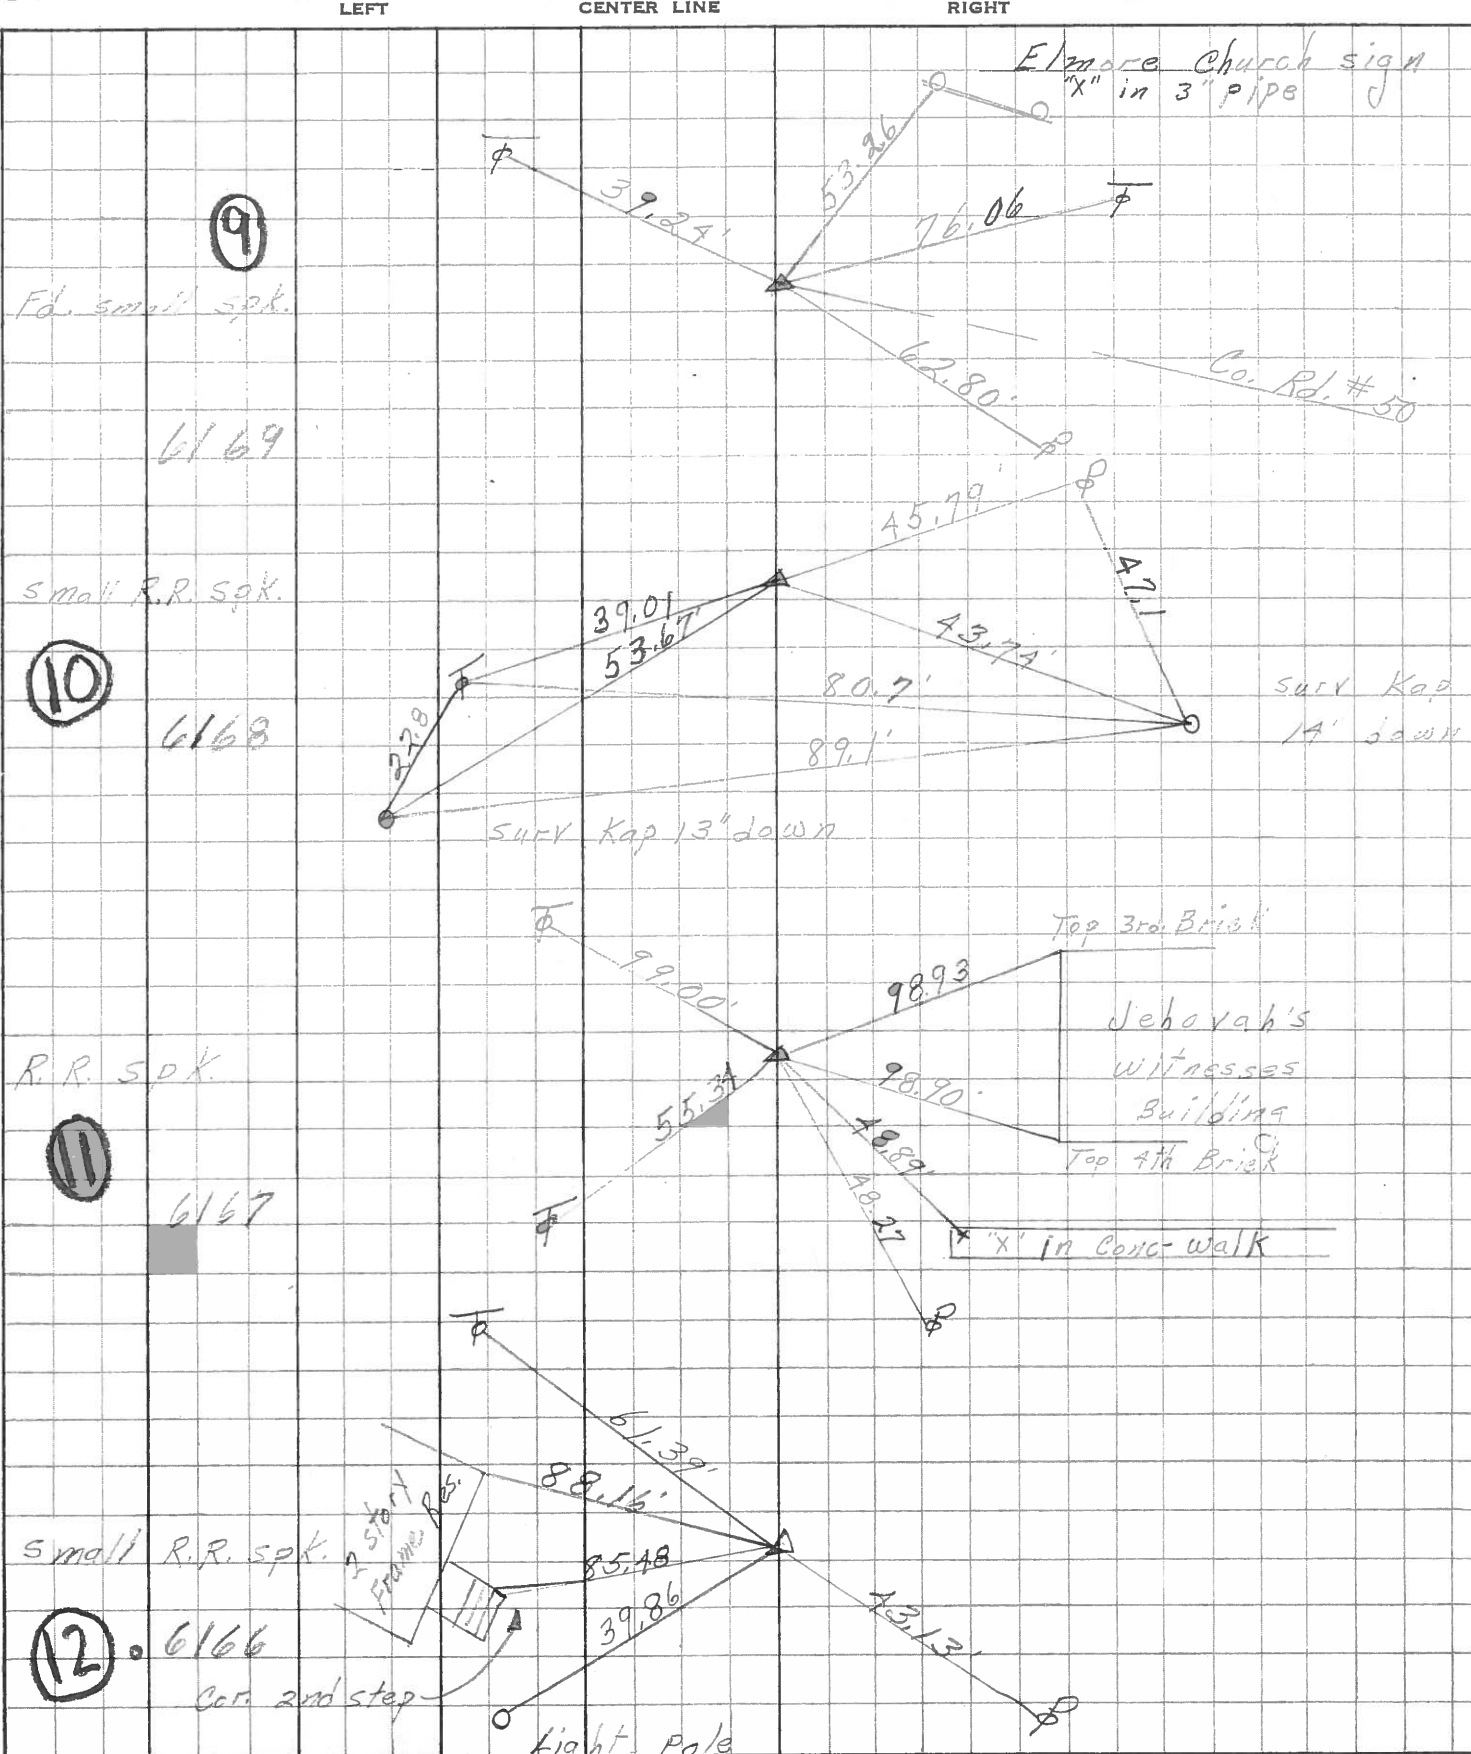 LEFT CENTER LINE RIGHT
Elmore Church sign
"X" in 3" pipe
53.26
39.24'
76.06
9
Fd. small spk.
62.80'
Co. Rd. # 50
6169
45.79'
47.1
small R.R. spk.
39.01
53.67'
43.74'
10
80.7'
surv Kap
14' down
6168
22.8
89.1'
surv Kap 13" down
Top 3rd. Brick
99.00'
98.93
Jehovah's
Witnesses
Building
R.R. spk.
98.90'
55.34
48.89'
Top 4th Brick
11
6167
48.27
"X" in Conc-Walk
61.39'
88.16'
2 Story
Frame Res.
small R.R. spk.
85.48
39.86
43.13'
12
6166
Cor. 2nd step
Light Pole